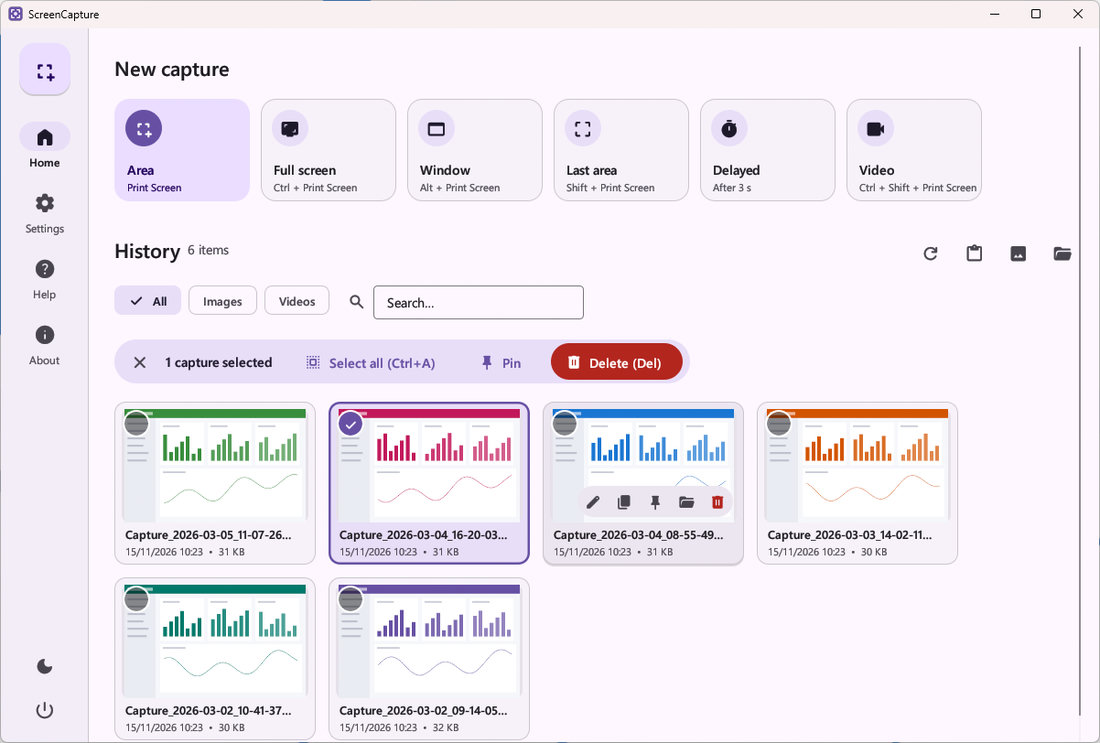 ScreenCapture
New capture
Area
Print Screen
Full screen
Ctrl + Print Screen
Window
Alt + Print Screen
Last area
Shift + Print Screen
Delayed
After 3 s
Video
Ctrl + Shift + Print Screen
Home
Settings
Help
About
History 6 items
All
Images
Videos
Search...
1 capture selected
Select all (Ctrl+A)
Pin
Delete (Del)
Capture_2026-03-05_11-07-26...
15/11/2026 10:23 • 31 KB
Capture_2026-03-04_16-20-03...
15/11/2026 10:23 • 31 KB
Capture_2026-03-04_08-55-49...
15/11/2026 10:23 • 31 KB
Capture_2026-03-03_14-02-11...
15/11/2026 10:23 • 30 KB
Capture_2026-03-02_10-41-37...
15/11/2026 10:23 • 30 KB
Capture_2026-03-02_09-14-05...
15/11/2026 10:23 • 32 KB